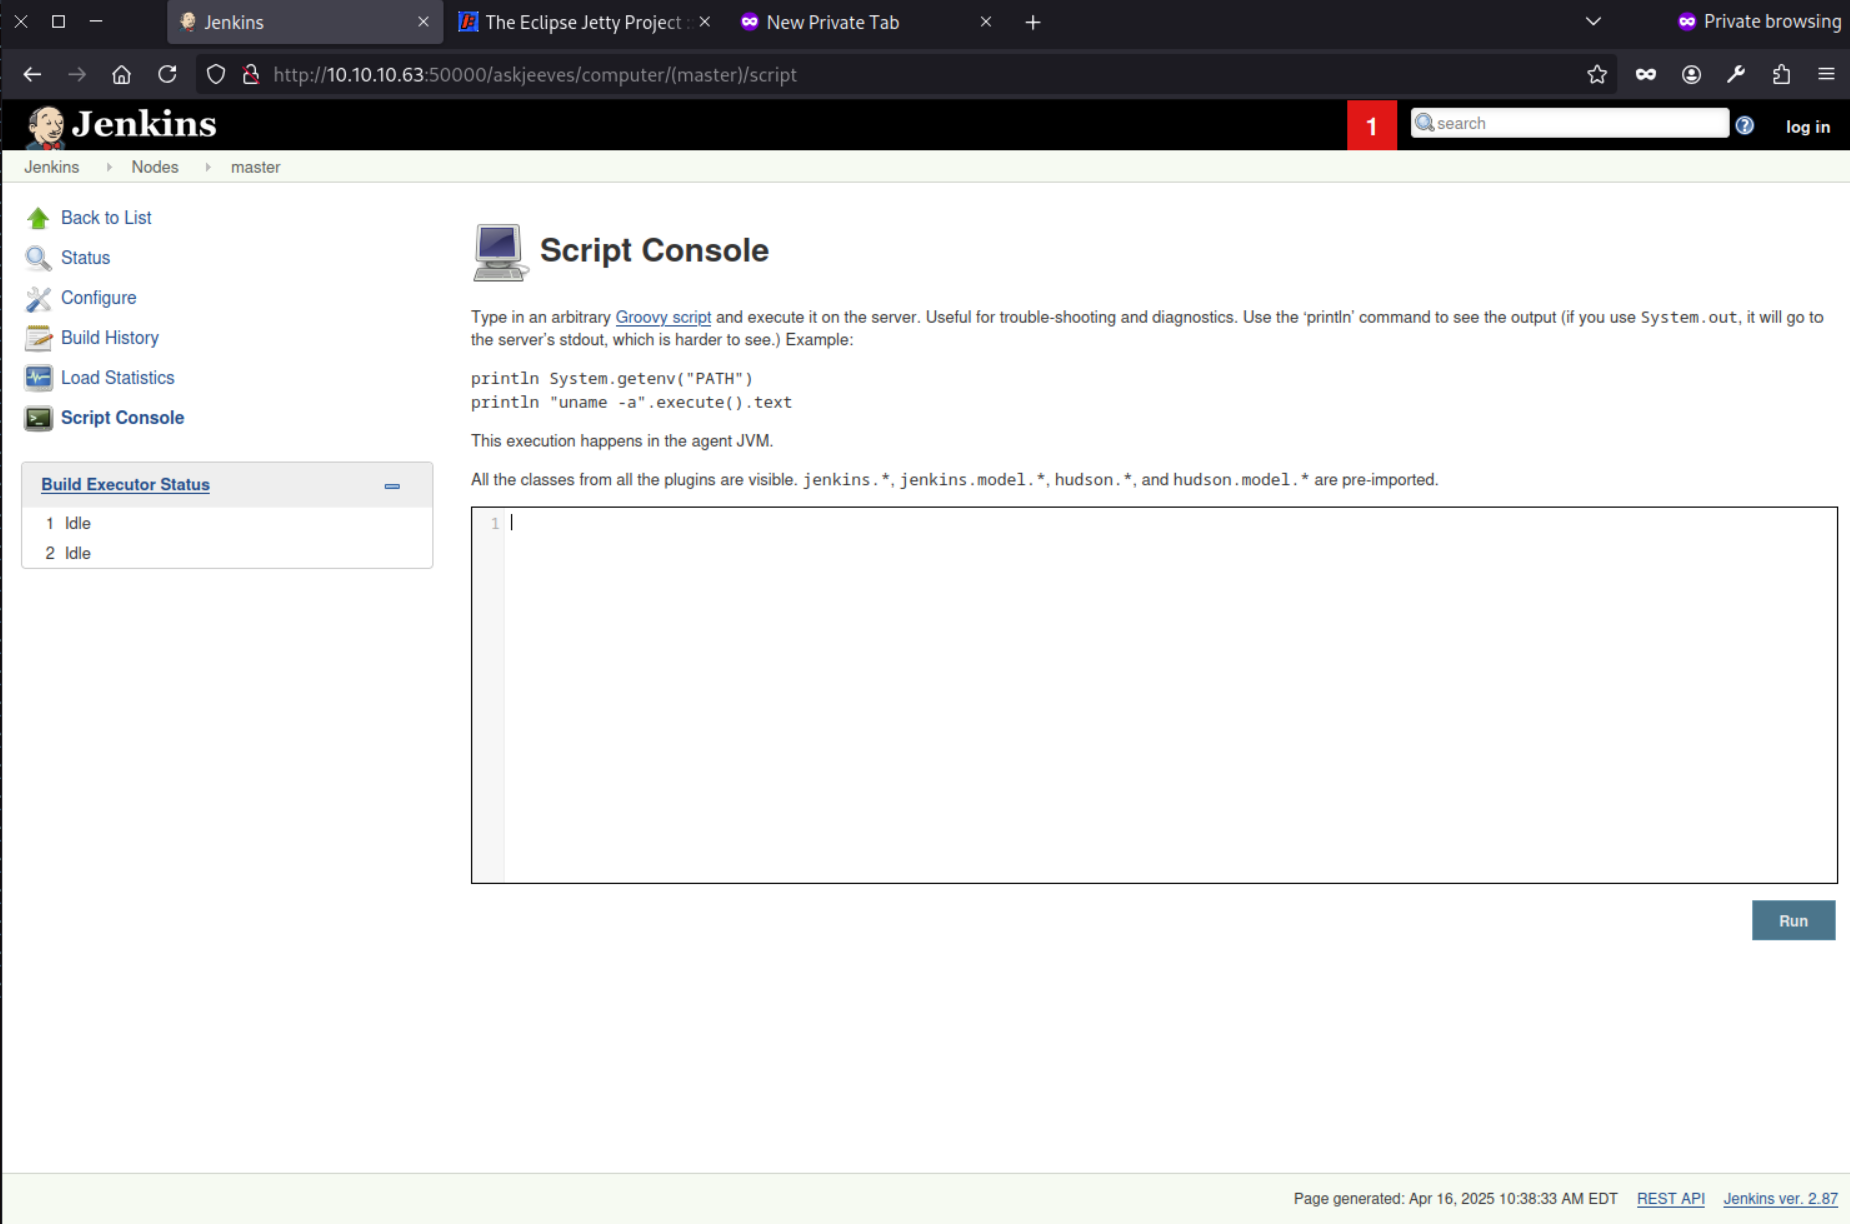 Jenkins
The Eclipse Jetty Project :
New Private Tab
Private browsing
http://10.10.10.63:50000/askjeeves/computer/(master)/script
Jenkins
1
search
log in
Jenkins
Nodes
master
Back to List
Status
Configure
Build History
Load Statistics
Script Console
Build Executor Status
1 Idle
2 Idle
Script Console
Type in an arbitrary Groovy script and execute it on the server. Useful for trouble-shooting and diagnostics. Use the ‘println’ command to see the output (if you use System.out, it will go to
the server’s stdout, which is harder to see.) Example:
println System.getenv("PATH")
println "uname -a".execute().text
This execution happens in the agent JVM.
All the classes from all the plugins are visible. jenkins.*, jenkins.model.*, hudson.*, and hudson.model.* are pre-imported.
1
Run
Page generated: Apr 16, 2025 10:38:33 AM EDT
REST API
Jenkins ver. 2.87